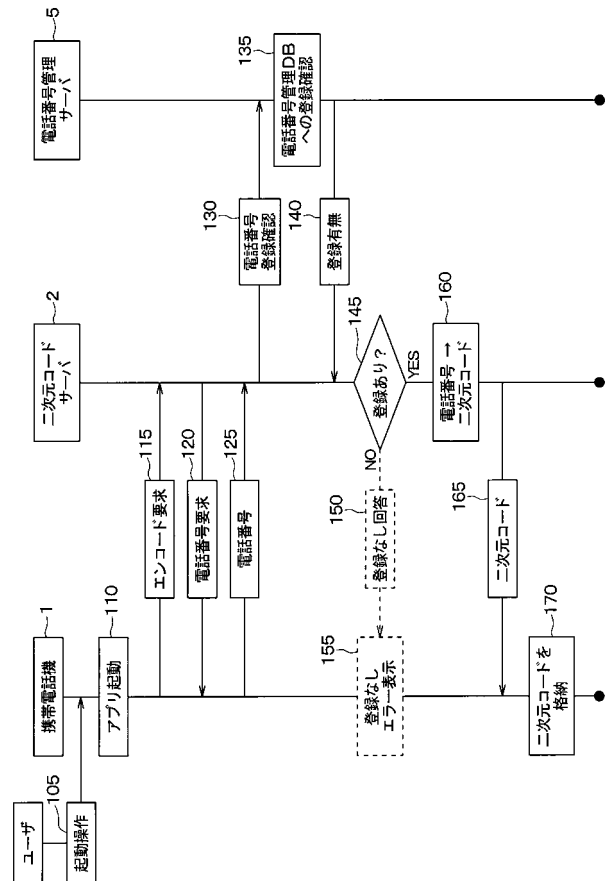 ユーザ
105
起動操作
携帯電話機
1
二次元コード
サーバ
2
電話番号管理
サーバ
5
アプリ起動
110
エンコード要求
115
電話番号要求
120
電話番号
125
電話番号
登録確認
130
電話番号管理DB
への登録確認
135
登録有無
140
登録あり?
145
NO
YES
登録なし回答
150
登録なし
エラー表示
155
電話番号→
二次元コード
160
二次元コード
165
二次元コードを
格納
170